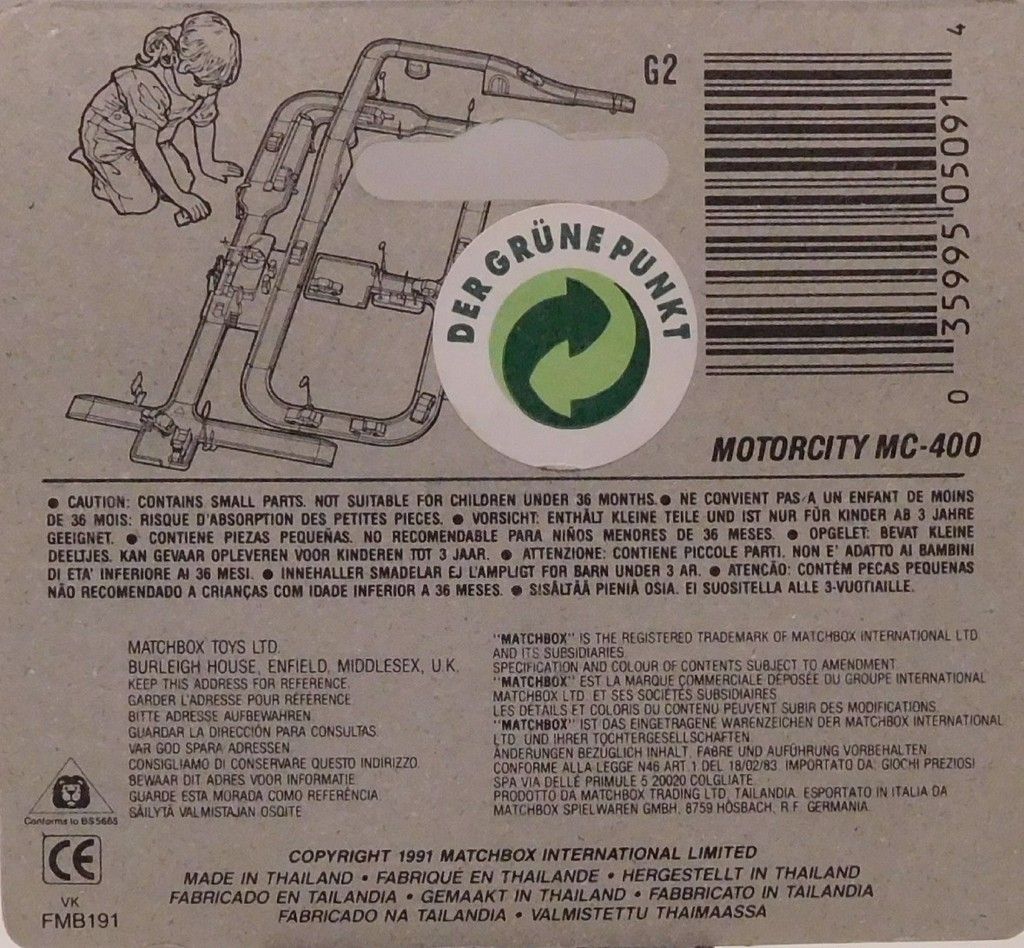 G2
4
0 35995 05091
DER GRÜNE PUNKT
MOTORCITY MC-400
● CAUTION: CONTAINS SMALL PARTS. NOT SUITABLE FOR CHILDREN UNDER 36 MONTHS. ● NE CONVIENT PAS A UN ENFANT DE MOINS
DE 36 MOIS: RISQUE D'ABSORPTION DES PETITES PIECES. ● VORSICHT: ENTHÄLT KLEINE TEILE UND IST NUR FÜR KINDER AB 3 JAHRE
GEEIGNET. ● CONTIENE PIEZAS PEQUEÑAS. NO RECOMENDABLE PARA NIÑOS MENORES DE 36 MESES. ● OPGELET: BEVAT KLEINE
DEELTJES. KAN GEVAAR OPLEVEREN VOOR KINDEREN TOT 3 JAAR. ● ATTENZIONE: CONTIENE PICCOLE PARTI. NON E' ADATTO AI BAMBINI
DI ETA' INFERIORE AI 36 MESI. ● INNEHALLER SMADELAR EJ LAMPLIGT FOR BARN UNDER 3 AR. ● ATENCÃO: CONTÉM PECAS PEQUENAS
NÃO RECOMENDADO A CRIANÇAS COM IDADE INFERIOR A 36 MESES. ● SISÄLTÄÄ PIENIÄ OSIA. EI SUOSITELLA ALLE 3-VUOTIAILLE.
MATCHBOX TOYS LTD.
BURLEIGH HOUSE, ENFIELD, MIDDLESEX, U.K.
KEEP THIS ADDRESS FOR REFERENCE.
GARDER L'ADRESSE POUR RÉFÉRENCE.
BITTE ADRESSE AUFBEWAHREN.
GUARDAR LA DIRECCIÓN PARA CONSULTAS.
VAR GOD SPARA ADRESSEN.
CONSIGLIAMO DI CONSERVARE QUESTO INDIRIZZO.
BEWAAR DIT ADRES VOOR INFORMATIE.
GUARDE ESTA MORADA COMO REFERÊNCIA.
SÄILYTÄ VALMISTAJAN OSOITE
"MATCHBOX" IS THE REGISTERED TRADEMARK OF MATCHBOX INTERNATIONAL LTD.
AND ITS SUBSIDIARIES.
SPECIFICATION AND COLOUR OF CONTENTS SUBJECT TO AMENDMENT.
"MATCHBOX" EST LA MARQUE COMMERCIALE DÉPOSÉE DU GROUPE INTERNATIONAL
MATCHBOX LTD. ET SES SOCIÉTÉS SUBSIDIAIRES.
LES DETAILS ET COLORIS DU CONTENU PEUVENT SUBIR DES MODIFICATIONS.
"MATCHBOX" IST DAS EINGETRAGENE WARENZEICHEN DER MATCHBOX INTERNATIONAL
LTD. UND IHRER TOCHTERGESELLSCHAFTEN.
ÄNDERUNGEN BEZÜGLICH INHALT, FARBE UND AUFÜHRUNG VORBEHALTEN.
CONFORME ALLA LEGGE N46 ART.1 DEL 18/02/83. IMPORTATO DA: GIOCHI PREZIOSI
SPA VIA DELLE PRIMULE 5 20020 COLGLIATE.
PRODOTTO DA MATCHBOX TRADING LTD, TAILANDIA. ESPORTATO IN ITALIA DA
MATCHBOX SPIELWAREN GMBH, 8759 HÖSBACH, R.F. GERMANIA.
Conforms to BS5665
CE
VK
FMB191
COPYRIGHT 1991 MATCHBOX INTERNATIONAL LIMITED
MADE IN THAILAND • FABRIQUÉ EN THAILANDE • HERGESTELLT IN THAILAND
FABRICADO EN TAILANDIA • GEMAAKT IN THAILAND • FABBRICATO IN TAILANDIA
FABRICADO NA TAILANDIA • VALMISTETTU THAIMAASSA